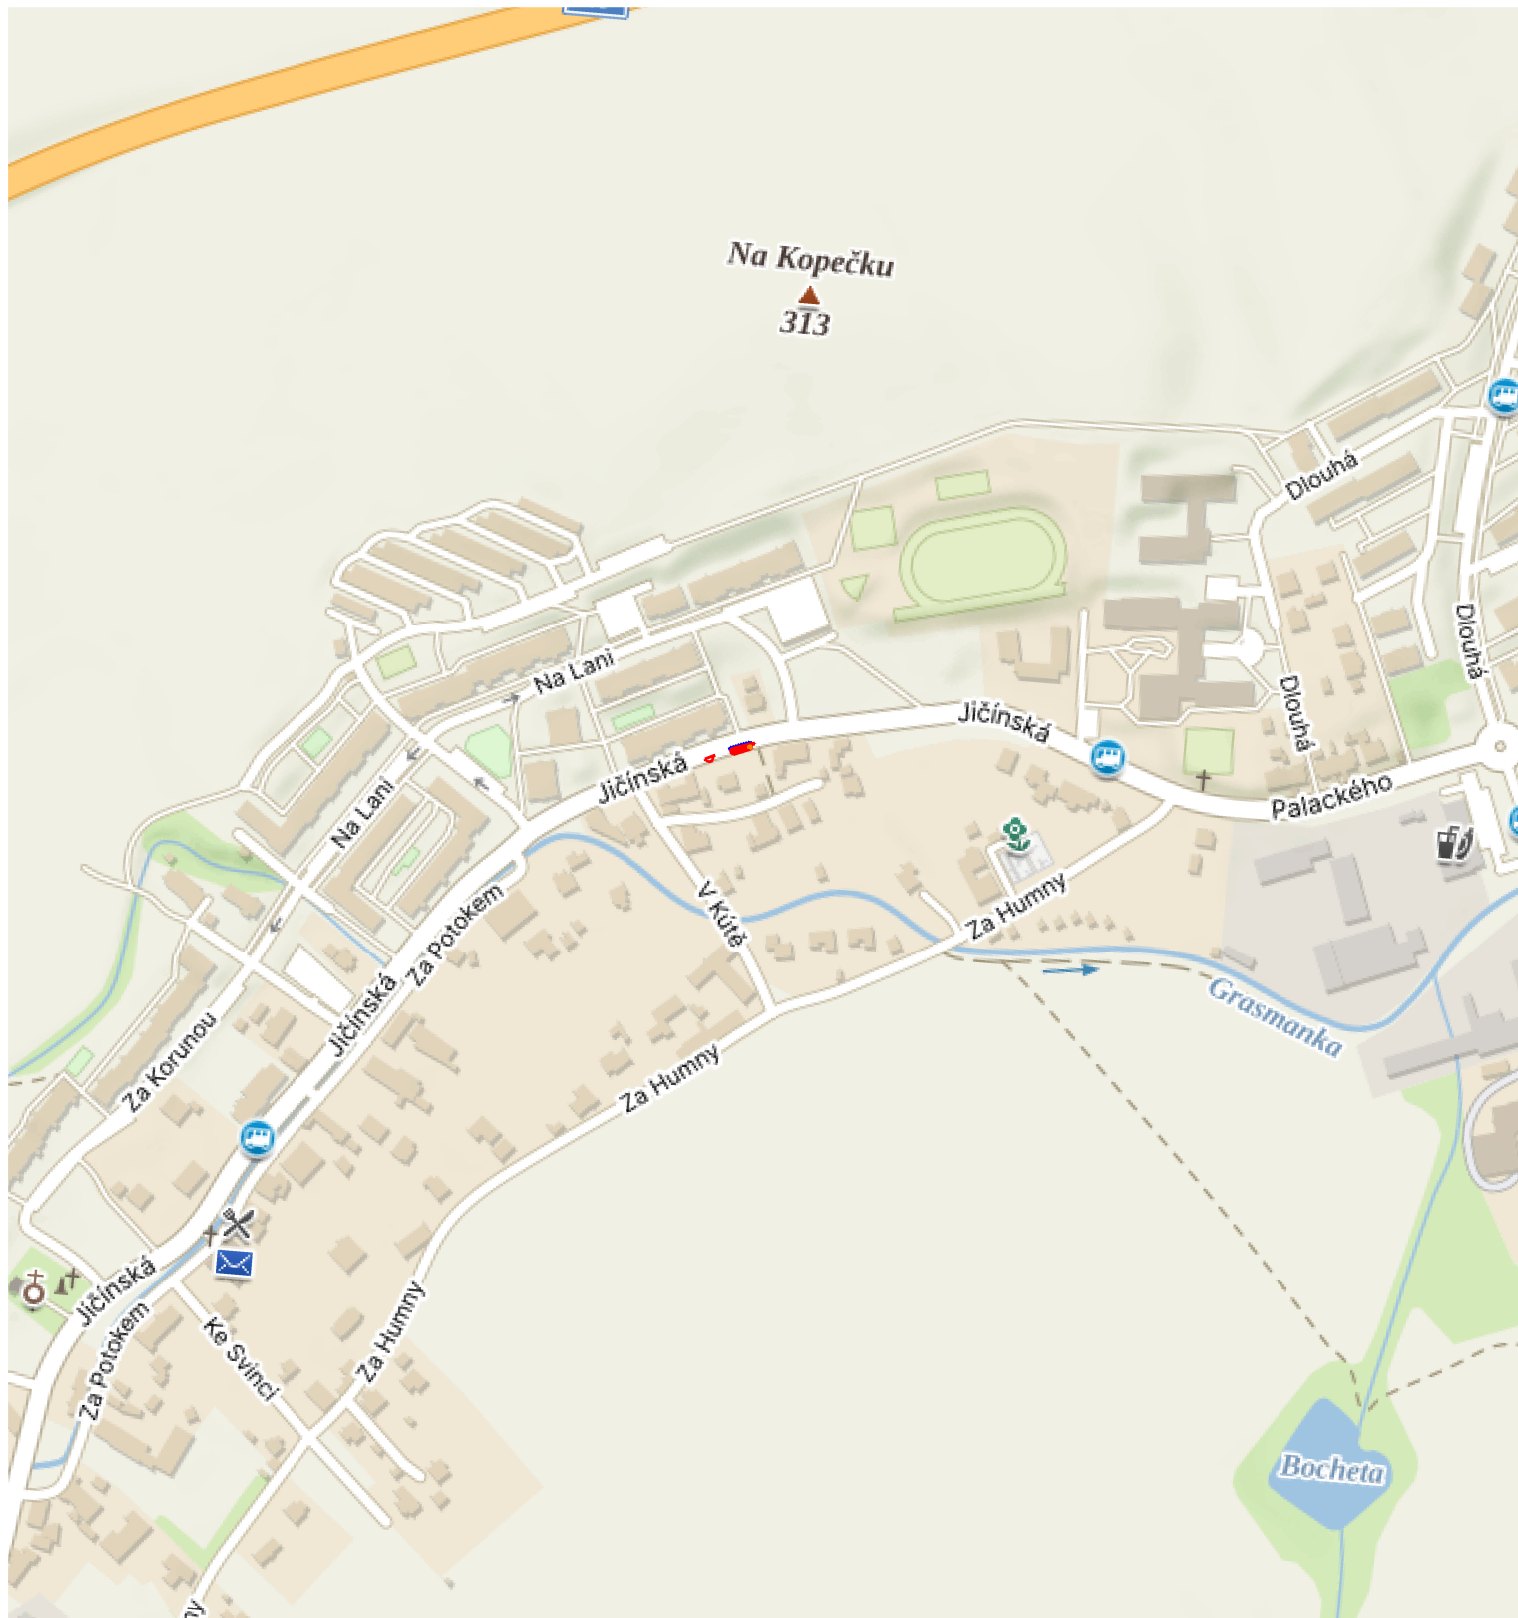 Na Kopečku
313
Dlouhá
Na Lani
Dlouhá
Dlouhá
Jičínská
Jičínská
Na Lani
Palackého
V Kútě
Za Humny
Za Potokem
Jičínská
Grasmanka
Za Korunou
Za Humny
Jičínská
Za Potokem
Ke Svinci
Za Humny
Bocheta